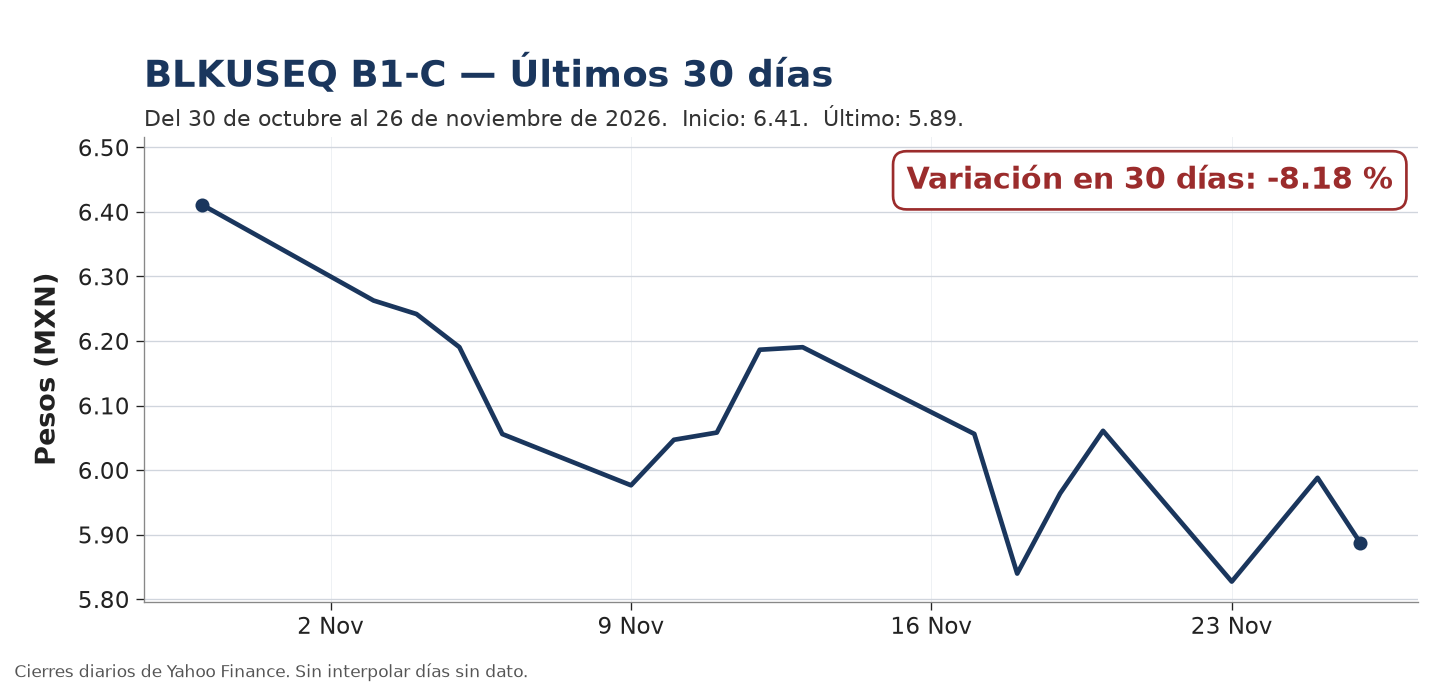 BLKUSEQ B1-C — Últimos 30 días
Del 30 de octubre al 26 de noviembre de 2026.  Inicio: 6.41.  Último: 5.89.
Variación en 30 días: -8.18 %
Pesos (MXN)
6.50
6.40
6.30
6.20
6.10
6.00
5.90
5.80
2 Nov
9 Nov
16 Nov
23 Nov
Cierres diarios de Yahoo Finance. Sin interpolar días sin dato.